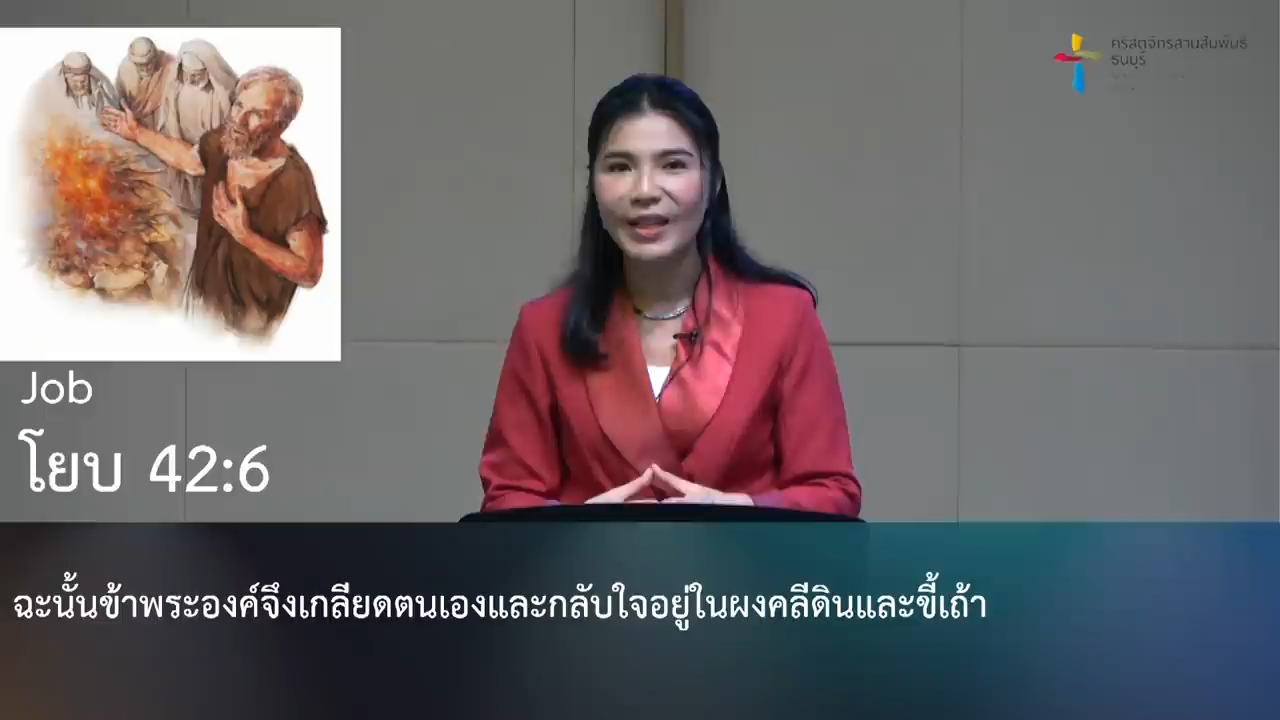 คริสตจักรสานสัมพันธ์
ธนบุรี
Job
โยบ 42:6
ฉะนั้นข้าพระองค์จึงเกลียดตนเองและกลับใจอยู่ในผงคลีดินและขี้เถ้า